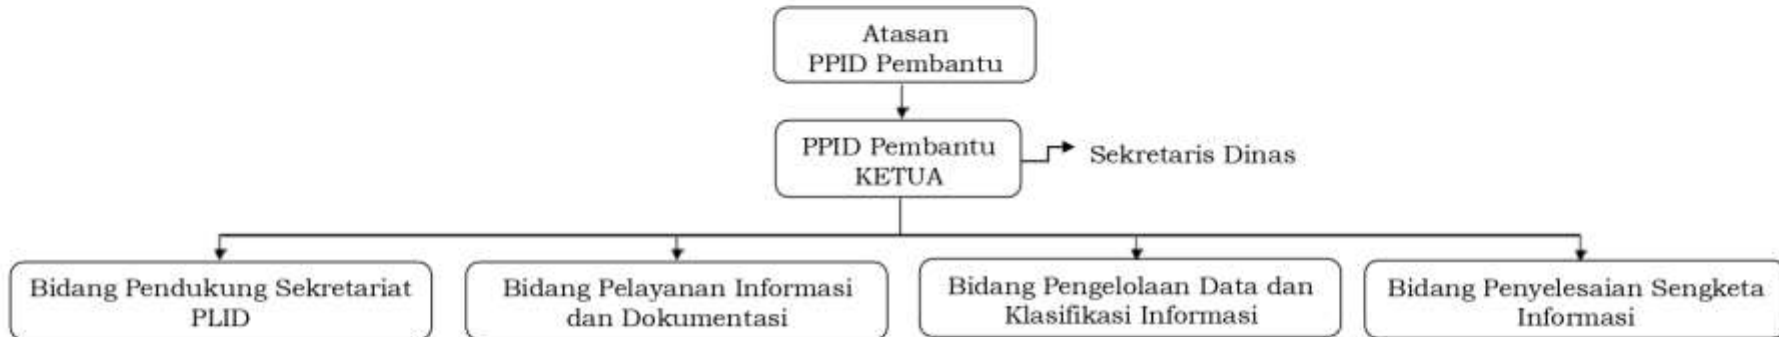 Atasan
PPID Pembantu
PPID Pembantu
KETUA
Sekretaris Dinas
Bidang Pendukung Sekretariat
PLID
Bidang Pelayanan Informasi
dan Dokumentasi
Bidang Pengelolaan Data dan
Klasifikasi Informasi
Bidang Penyelesaian Sengketa
Informasi